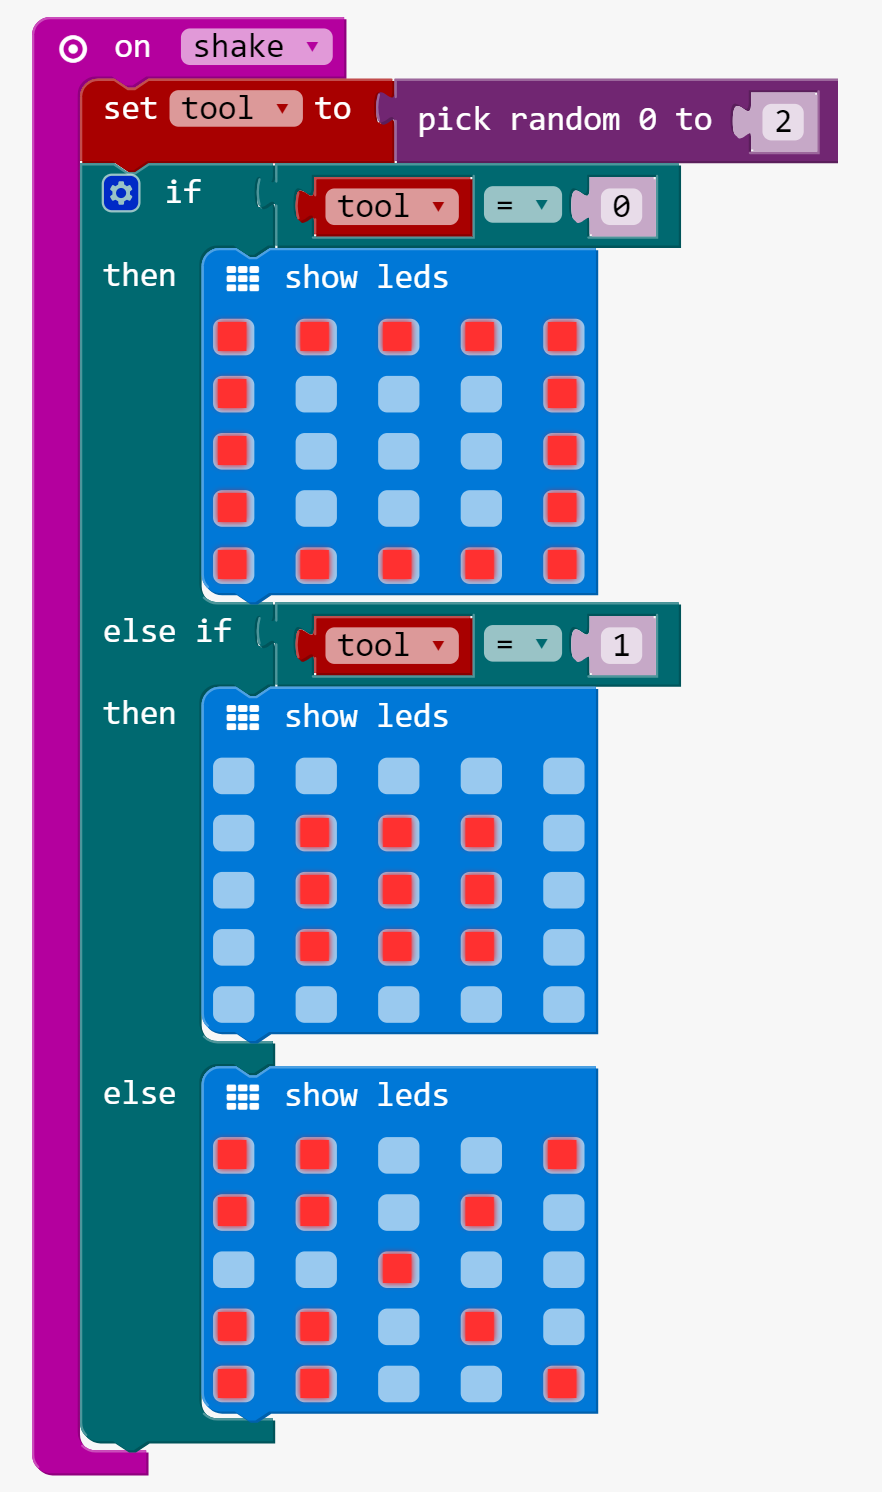 on shake
set tool to pick random 0 to 2
if tool = 0
then show leds
else if tool = 1
then show leds
else show leds